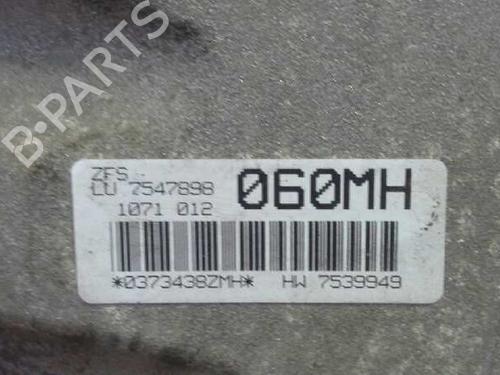 B-PARTS
ZFS
LU 7547898
060MH
1071 012
*0373438ZMH* HW 7539949